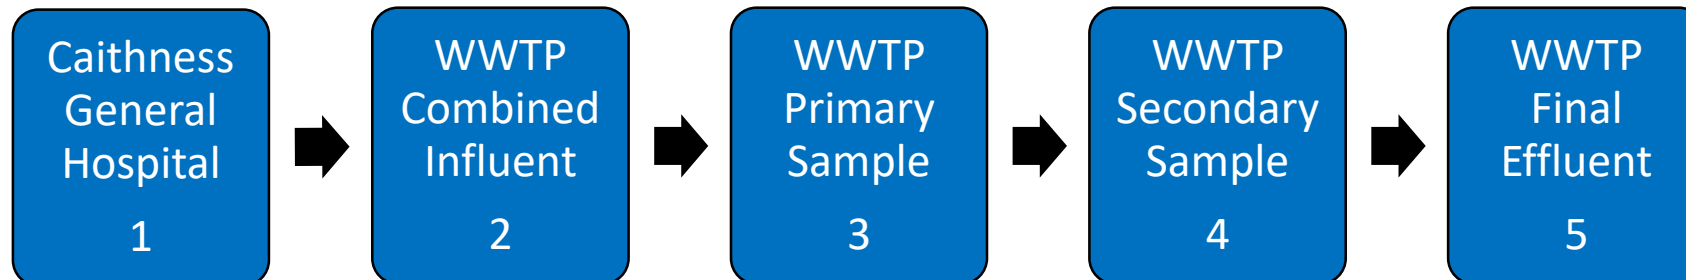 Caithness
General
Hospital
1
WWTP
Combined
Influent
2
WWTP
Primary
Sample
3
WWTP
Secondary
Sample
4
WWTP
Final
Effluent
5